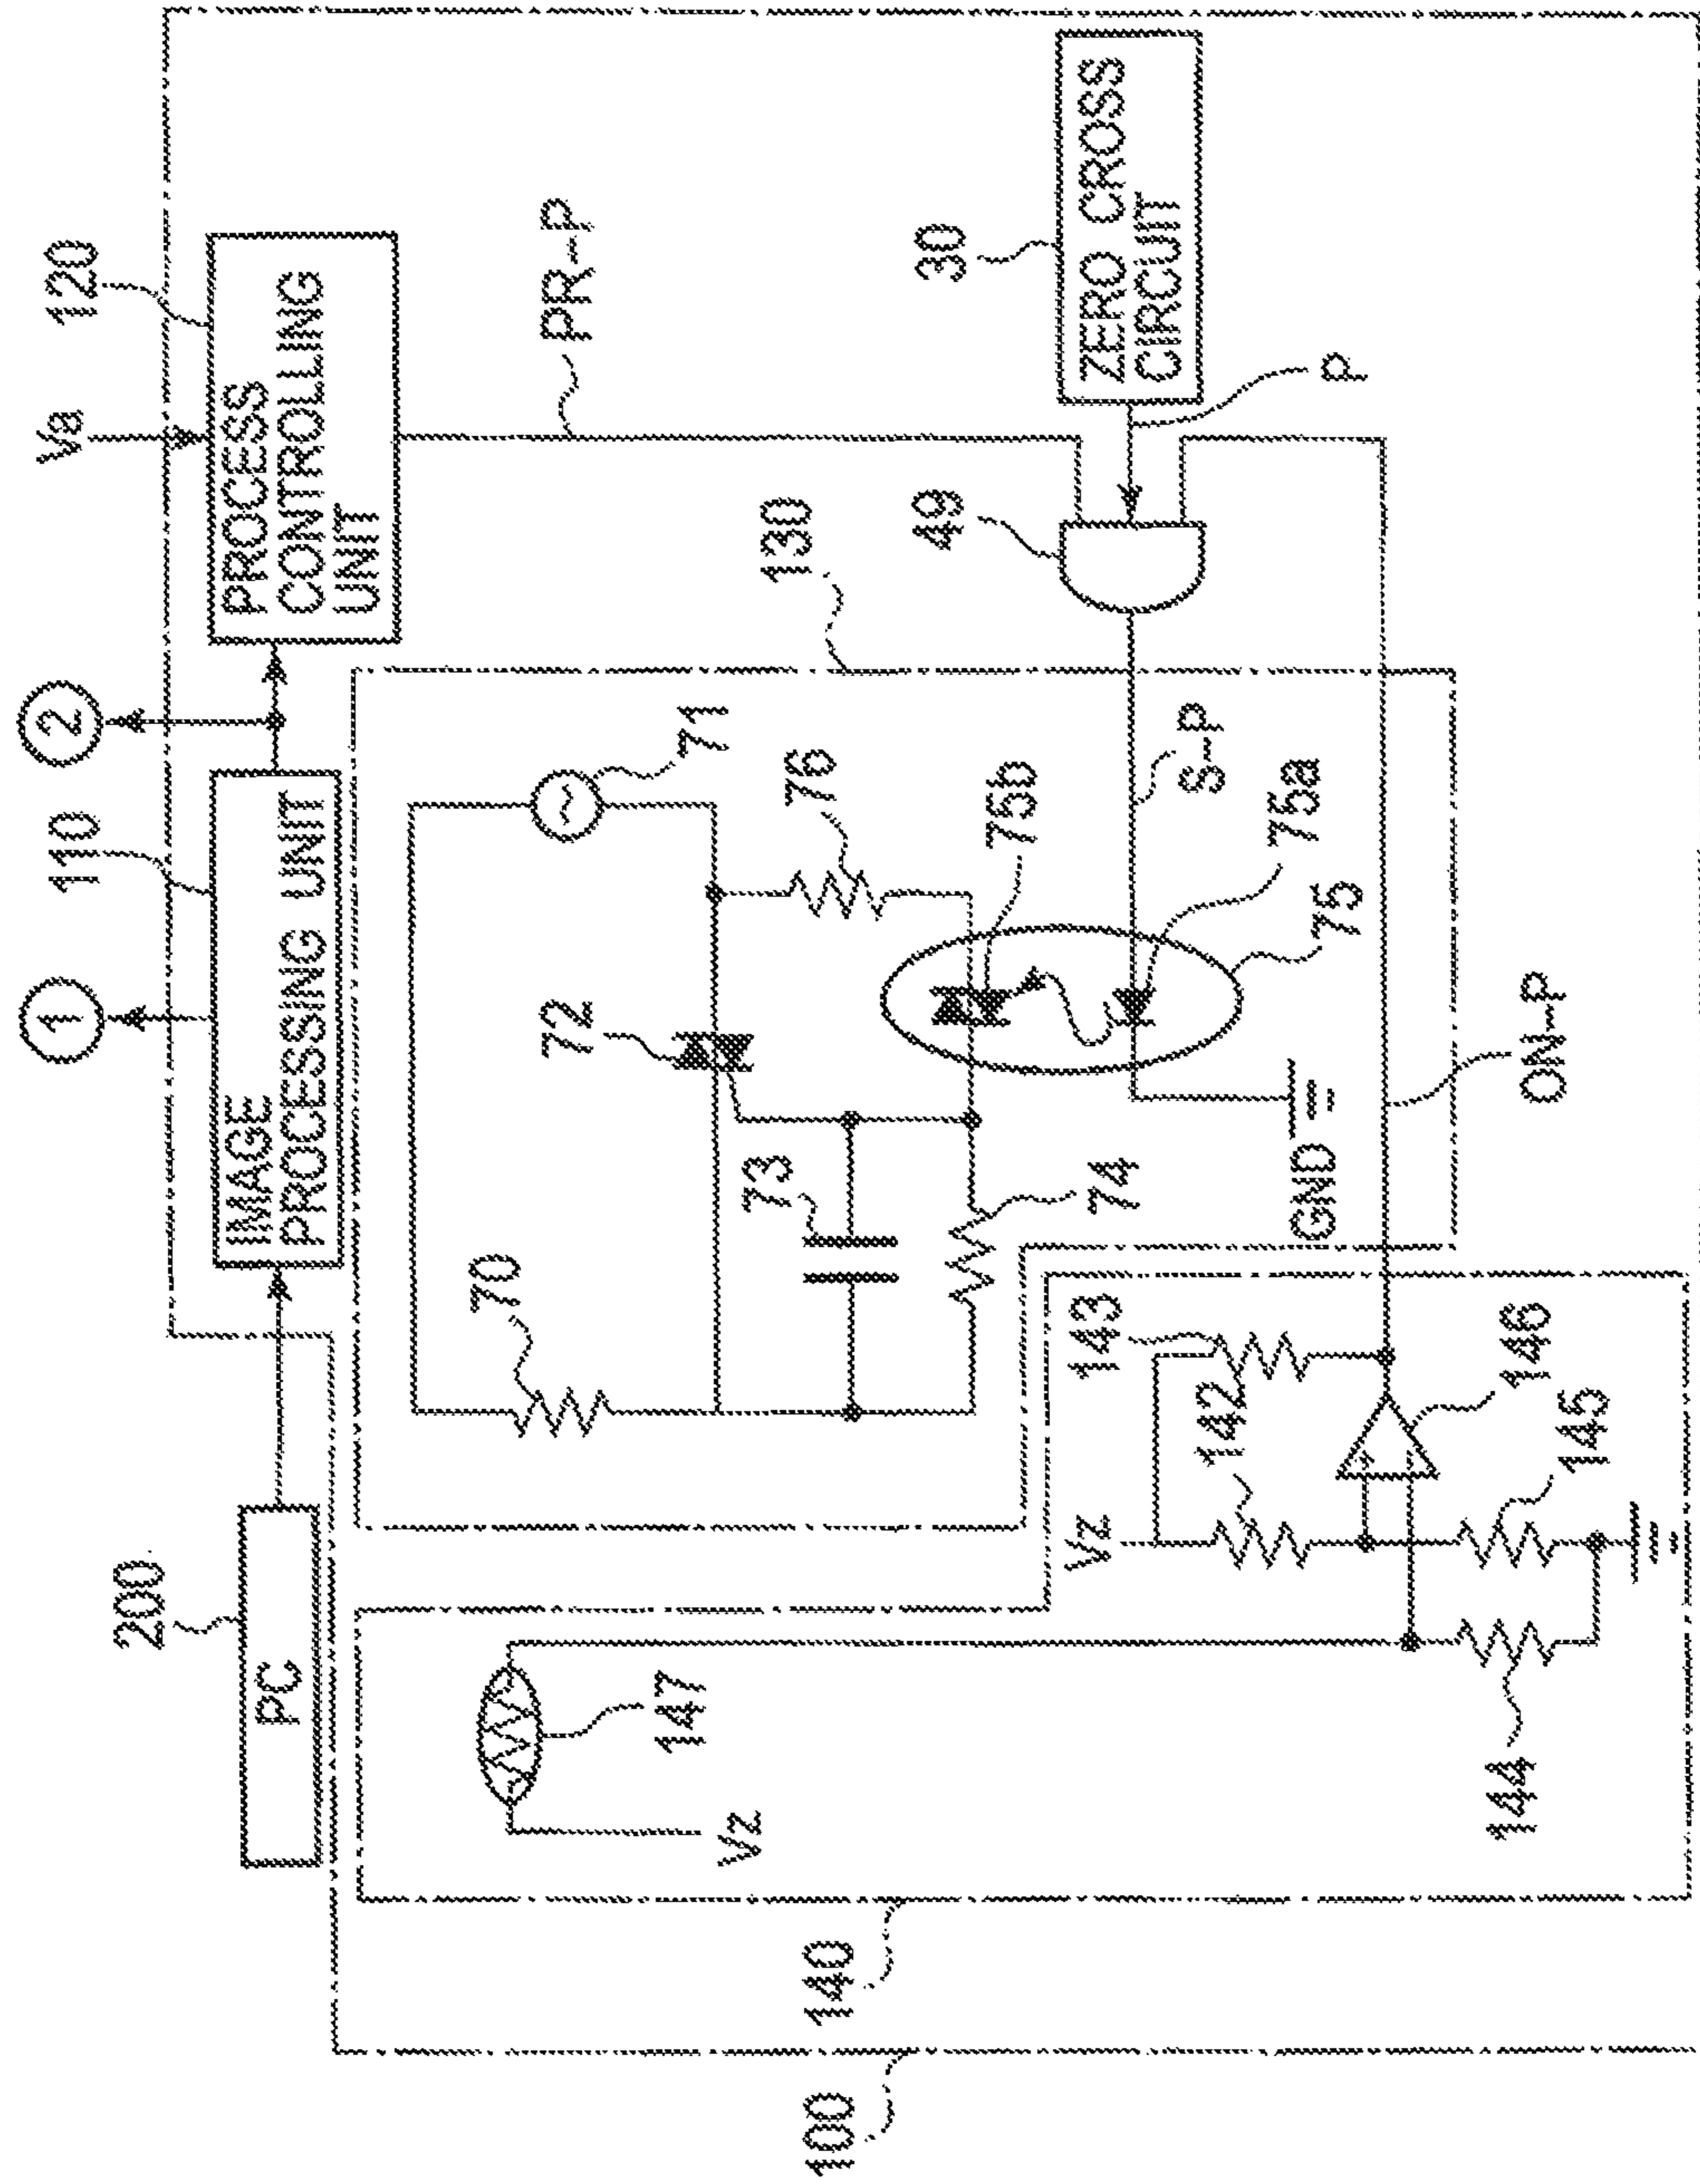 100
140
200
PC
Vz
147
144
Vz
142
143
145
146
110
IMAGE
PROCESSING UNIT
1
2
120
PROCESS
CONTROLLING
UNIT
Va
PR-P
130
70
71
72
73
74
75
75a
75b
76
GND
S-P
ON-P
49
P
30
ZERO CROSS
CIRCUIT